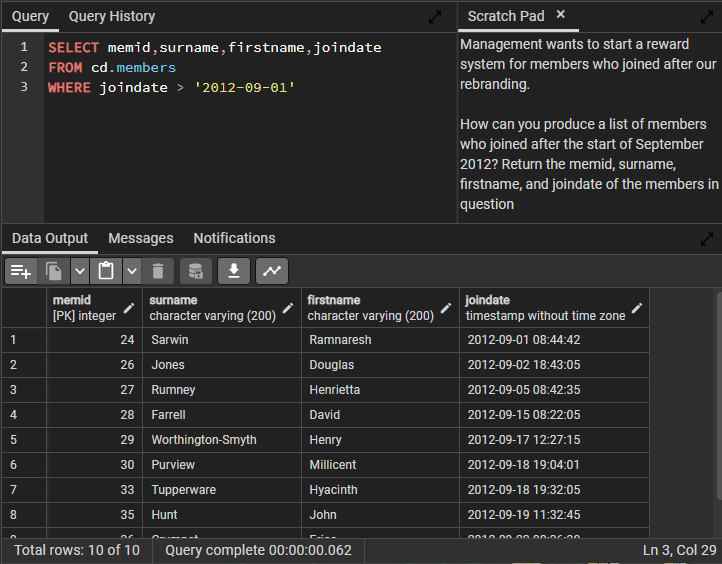 Query Query History
Scratch Pad ×
1 SELECT memid,surname,firstname,joindate
2 FROM cd.members
3 WHERE joindate > '2012-09-01'
Management wants to start a reward
system for members who joined after our
rebranding.
How can you produce a list of members
who joined after the start of September
2012? Return the memid, surname,
firstname, and joindate of the members in
question
Data Output Messages Notifications
memid surname firstname joindate
[PK] integer character varying (200) character varying (200) timestamp without time zone
1 24 Sarwin Ramnaresh 2012-09-01 08:44:42
2 26 Jones Douglas 2012-09-02 18:43:05
3 27 Rumney Henrietta 2012-09-05 08:42:35
4 28 Farrell David 2012-09-15 08:22:05
5 29 Worthington-Smyth Henry 2012-09-17 12:27:15
6 30 Purview Millicent 2012-09-18 19:04:01
7 33 Tupperware Hyacinth 2012-09-18 19:32:05
8 35 Hunt John 2012-09-19 11:32:45
Total rows: 10 of 10 Query complete 00:00:00.062 Ln 3, Col 29